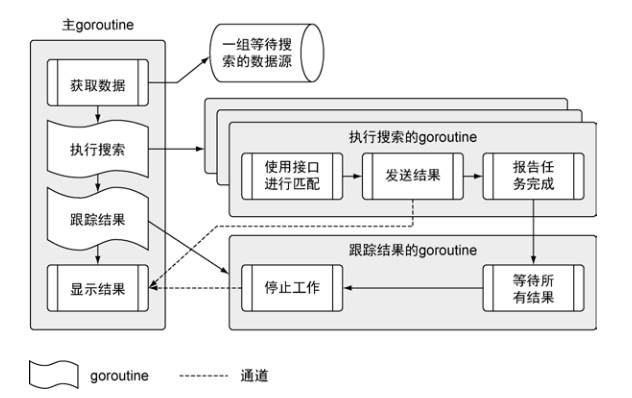 主goroutine
一组等待搜
索的数据源
获取数据
执行搜索
执行搜索的goroutine
使用接口
进行匹配
发送结果
报告任
务完成
跟踪结果
跟踪结果的goroutine
显示结果
停止工作
等待所
有结果
goroutine
通道